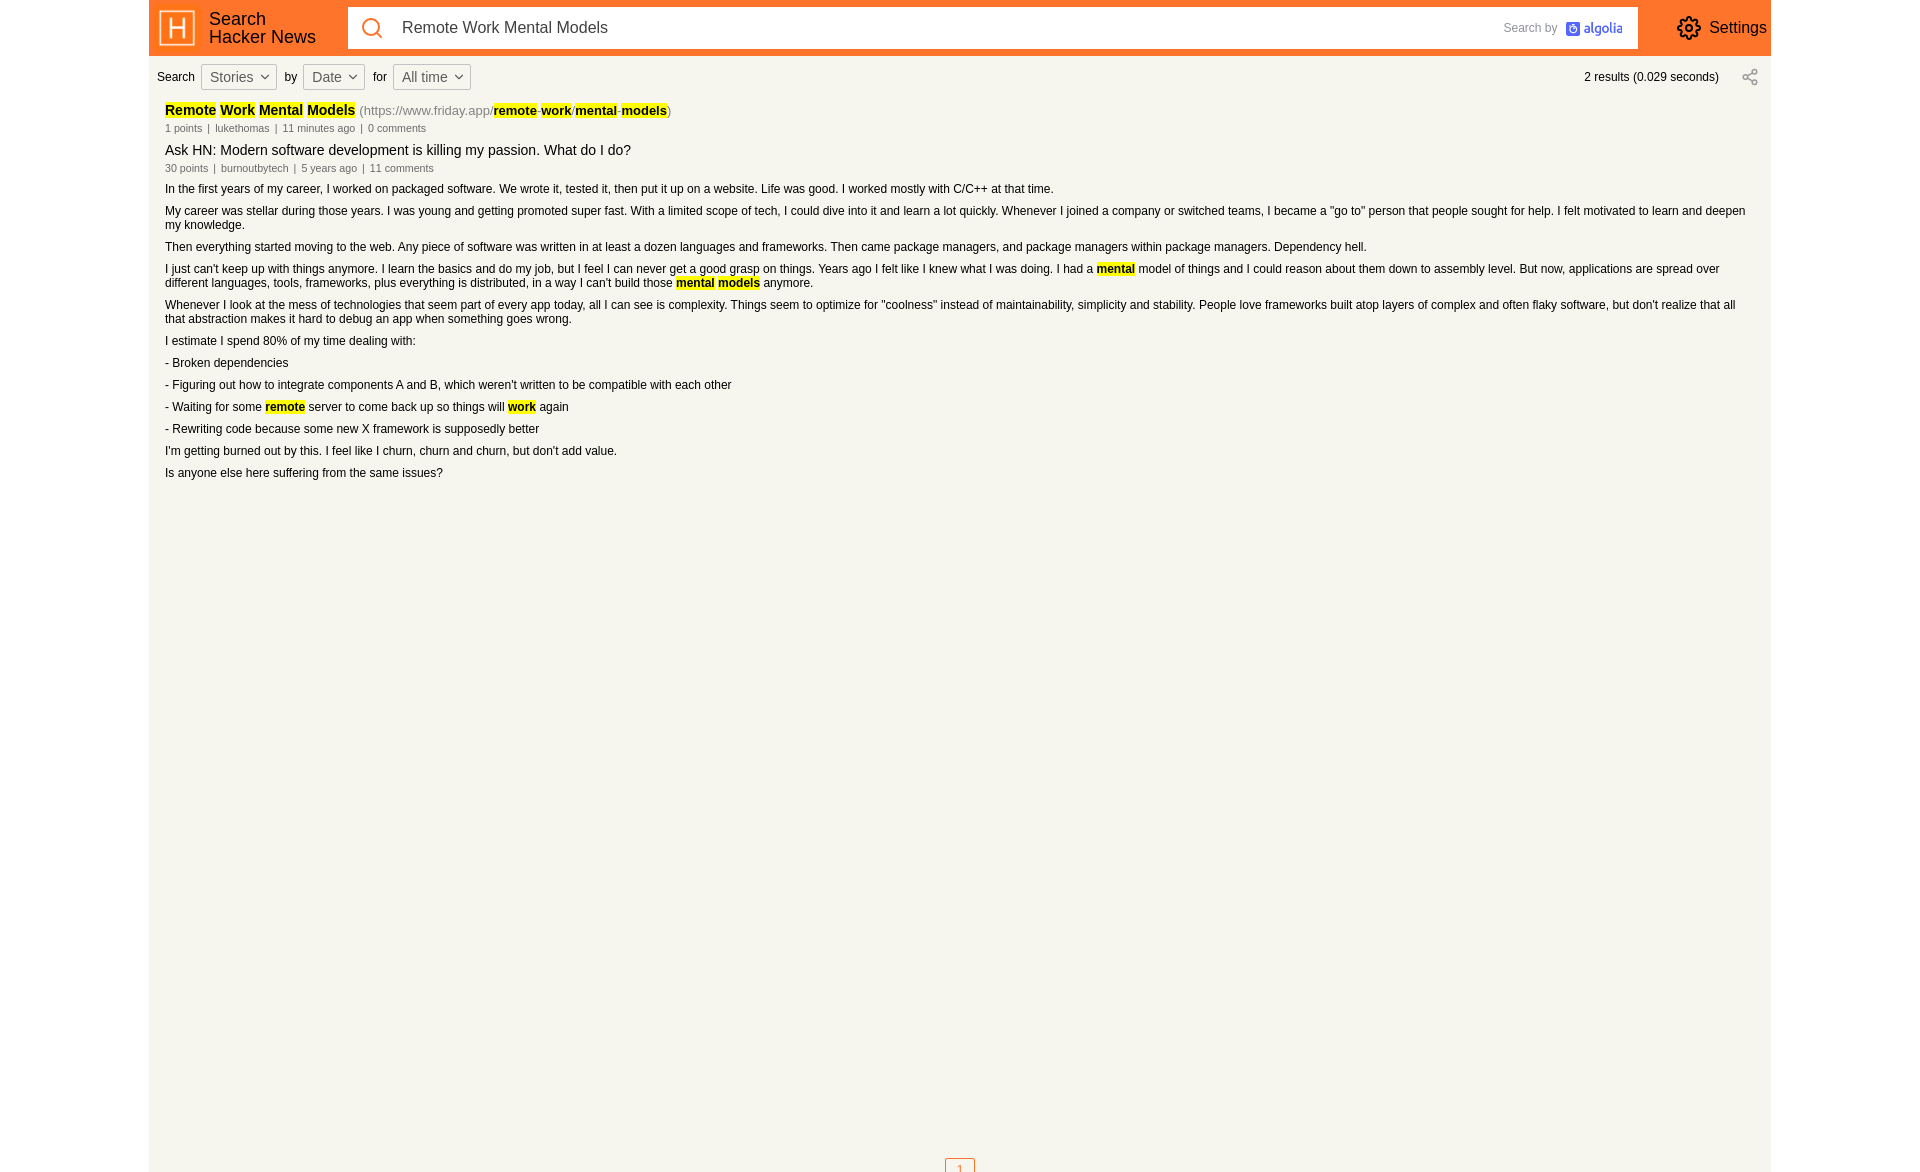 Search
Hacker News
Remote Work Mental Models
Search by algolia
Settings
Search Stories by Date for All time
2 results (0.029 seconds)
Remote Work Mental Models (https://www.friday.app/remote-work/mental-models)
1 points | lukethomas | 11 minutes ago | 0 comments
Ask HN: Modern software development is killing my passion. What do I do?
30 points | burnoutbytech | 5 years ago | 11 comments
In the first years of my career, I worked on packaged software. We wrote it, tested it, then put it up on a website. Life was good. I worked mostly with C/C++ at that time.
My career was stellar during those years. I was young and getting promoted super fast. With a limited scope of tech, I could dive into it and learn a lot quickly. Whenever I joined a company or switched teams, I became a "go to" person that people sought for help. I felt motivated to learn and deepen
my knowledge.
Then everything started moving to the web. Any piece of software was written in at least a dozen languages and frameworks. Then came package managers, and package managers within package managers. Dependency hell.
I just can't keep up with things anymore. I learn the basics and do my job, but I feel I can never get a good grasp on things. Years ago I felt like I knew what I was doing. I had a mental model of things and I could reason about them down to assembly level. But now, applications are spread over
different languages, tools, frameworks, plus everything is distributed, in a way I can't build those mental models anymore.
Whenever I look at the mess of technologies that seem part of every app today, all I can see is complexity. Things seem to optimize for "coolness" instead of maintainability, simplicity and stability. People love frameworks built atop layers of complex and often flaky software, but don't realize that all
that abstraction makes it hard to debug an app when something goes wrong.
I estimate I spend 80% of my time dealing with:
- Broken dependencies
- Figuring out how to integrate components A and B, which weren't written to be compatible with each other
- Waiting for some remote server to come back up so things will work again
- Rewriting code because some new X framework is supposedly better
I'm getting burned out by this. I feel like I churn, churn and churn, but don't add value.
Is anyone else here suffering from the same issues?
1